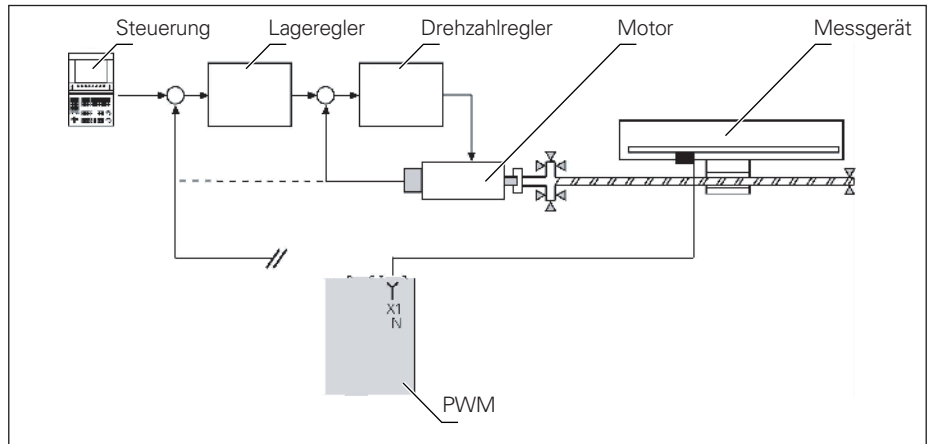 Steuerung
Lageregler
Drehzahlregler
Motor
Messgerät
X1
N
PWM